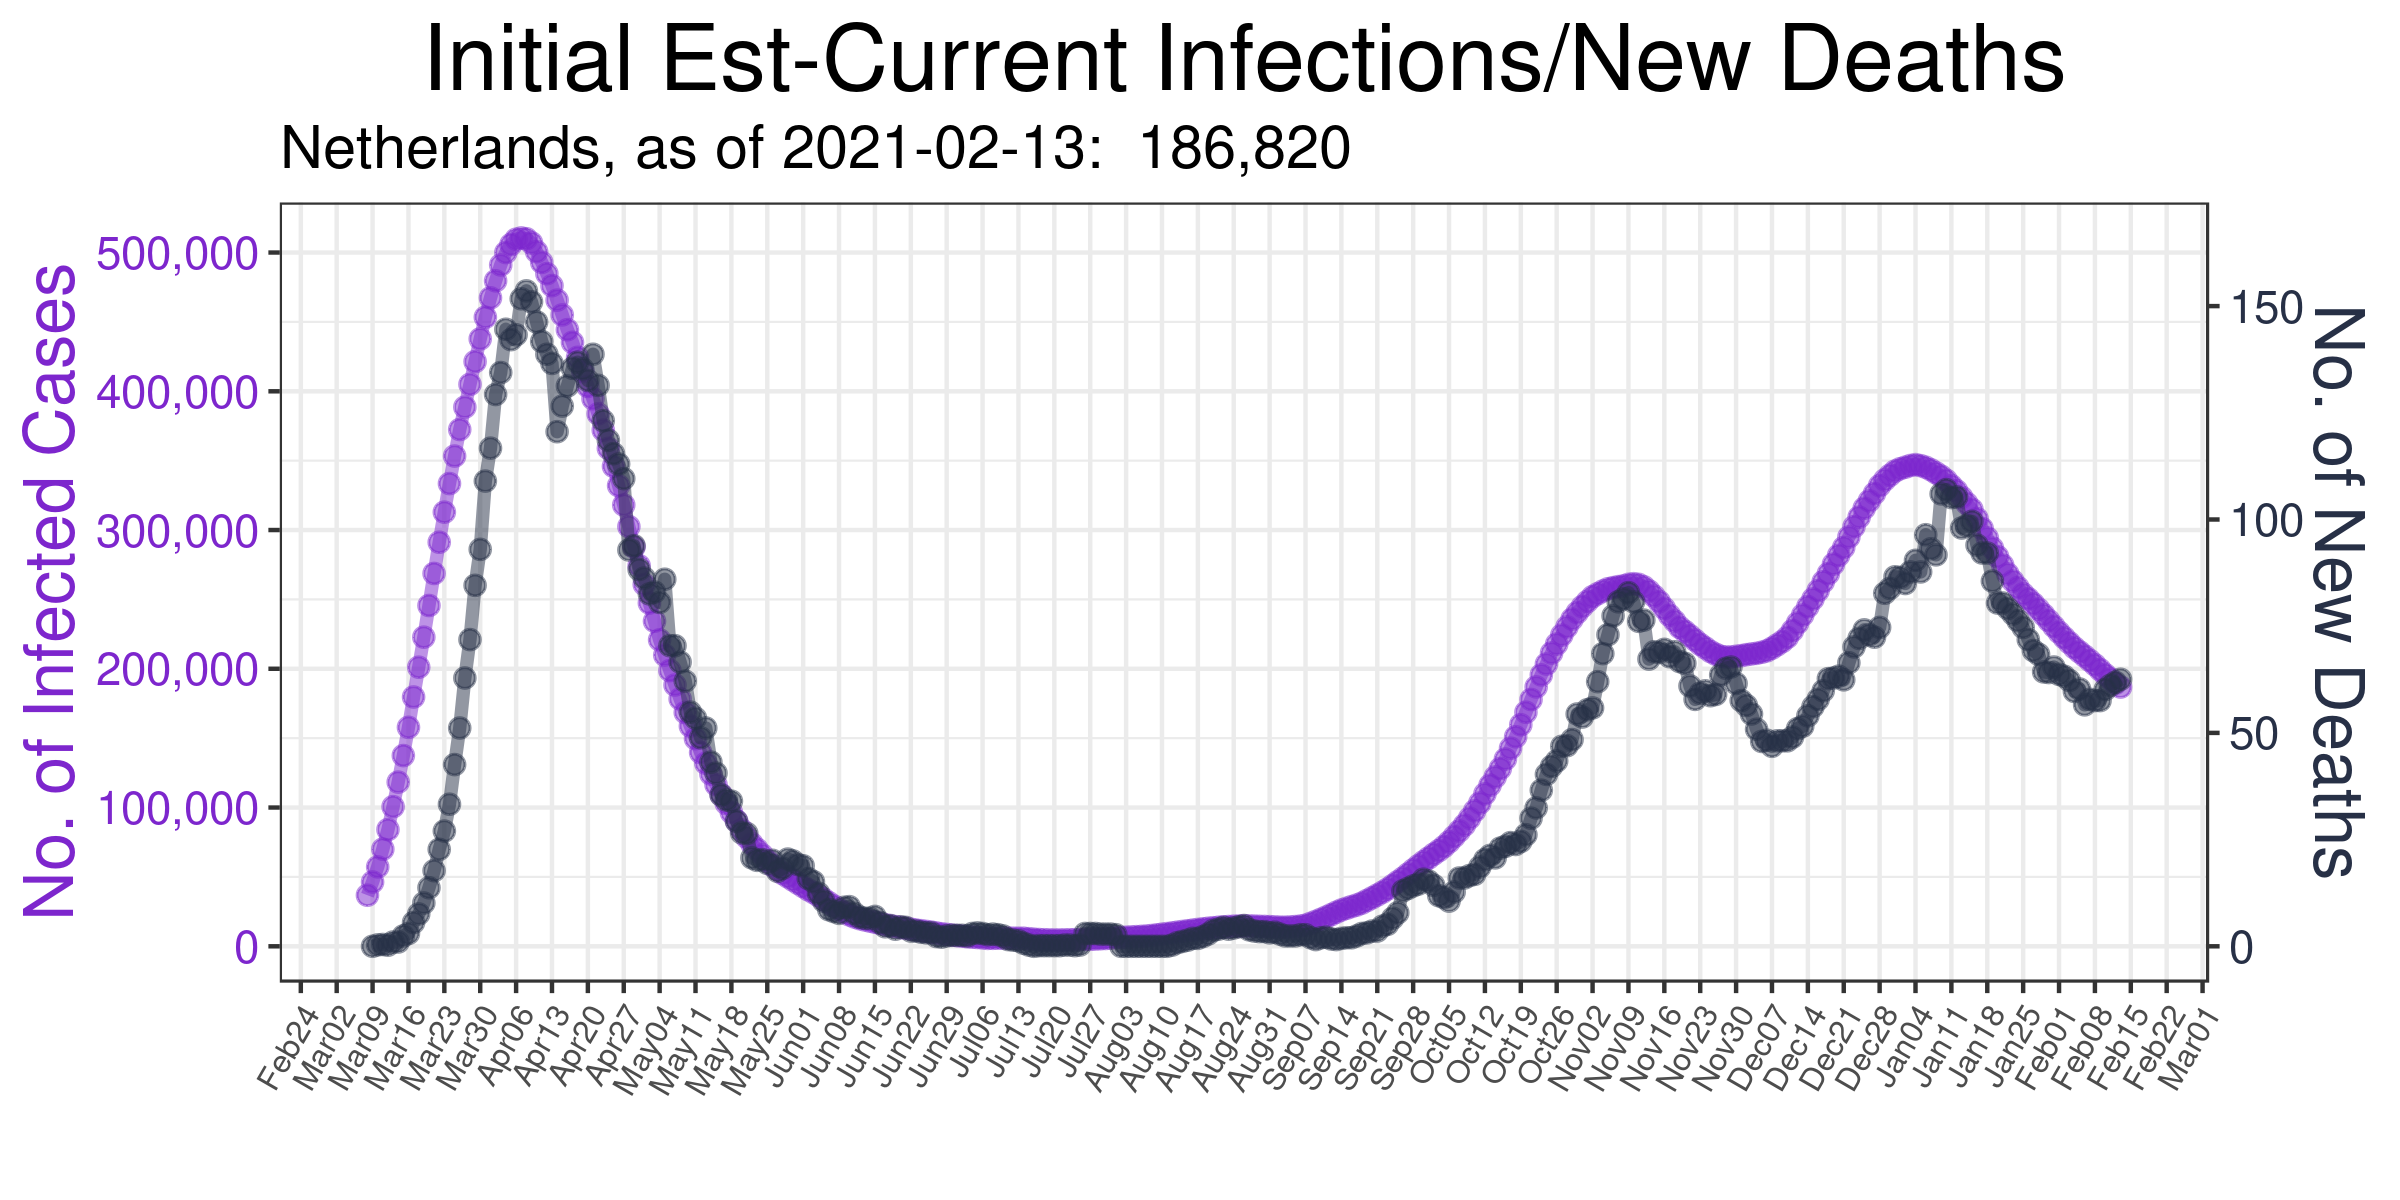 Initial Est-Current Infections/New Deaths
Netherlands, as of 2021-02-13:  186,820
No. of Infected Cases
500,000
400,000
300,000
200,000
100,000
0
150
100
50
0
No. of New Deaths
Feb24
Mar02
Mar09
Mar16
Mar23
Mar30
Apr06
Apr13
Apr20
Apr27
May04
May11
May18
May25
Jun01
Jun08
Jun15
Jun22
Jun29
Jul06
Jul13
Jul20
Jul27
Aug03
Aug10
Aug17
Aug24
Aug31
Sep07
Sep14
Sep21
Sep28
Oct05
Oct12
Oct19
Oct26
Nov02
Nov09
Nov16
Nov23
Nov30
Dec07
Dec14
Dec21
Dec28
Jan04
Jan11
Jan18
Jan25
Feb01
Feb08
Feb15
Feb22
Mar01